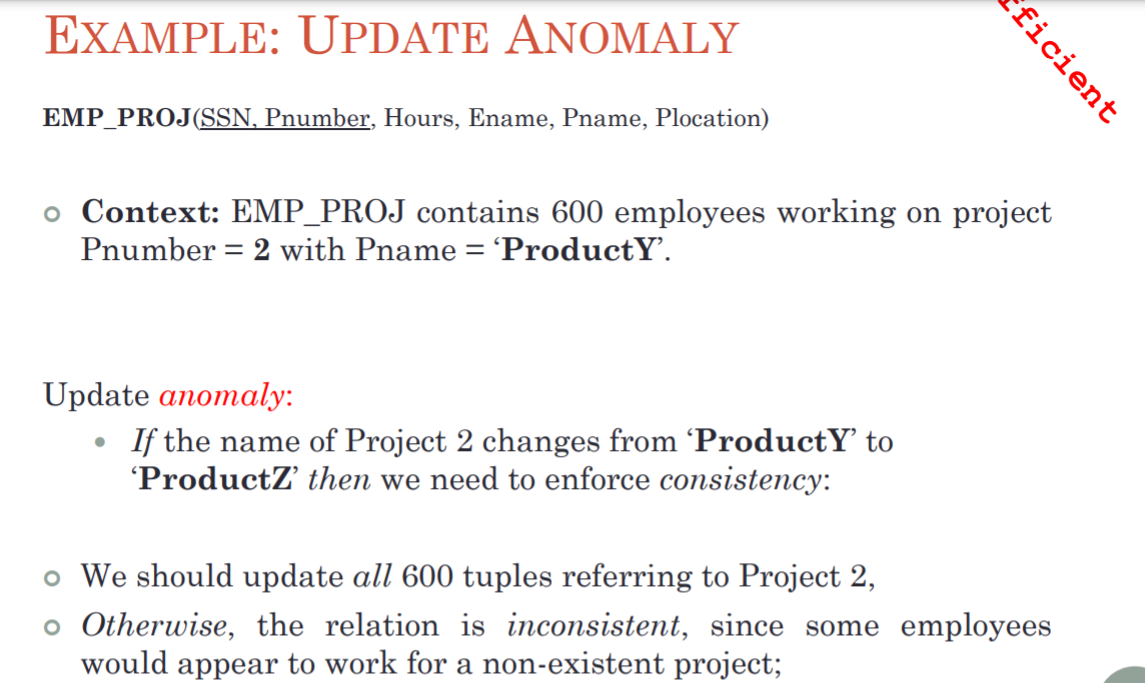 EXAMPLE: UPDATE ANOMALY
EMP_PROJ(SSN, Pnumber, Hours, Ename, Pname, Plocation)
Context: EMP_PROJ contains 600 employees working on project
Pnumber = 2 with Pname = ‘ProductY’.
Update anomaly:
If the name of Project 2 changes from ‘ProductY’ to
‘ProductZ’ then we need to enforce consistency:
We should update all 600 tuples referring to Project 2,
Otherwise, the relation is inconsistent, since some employees
would appear to work for a non-existent project;